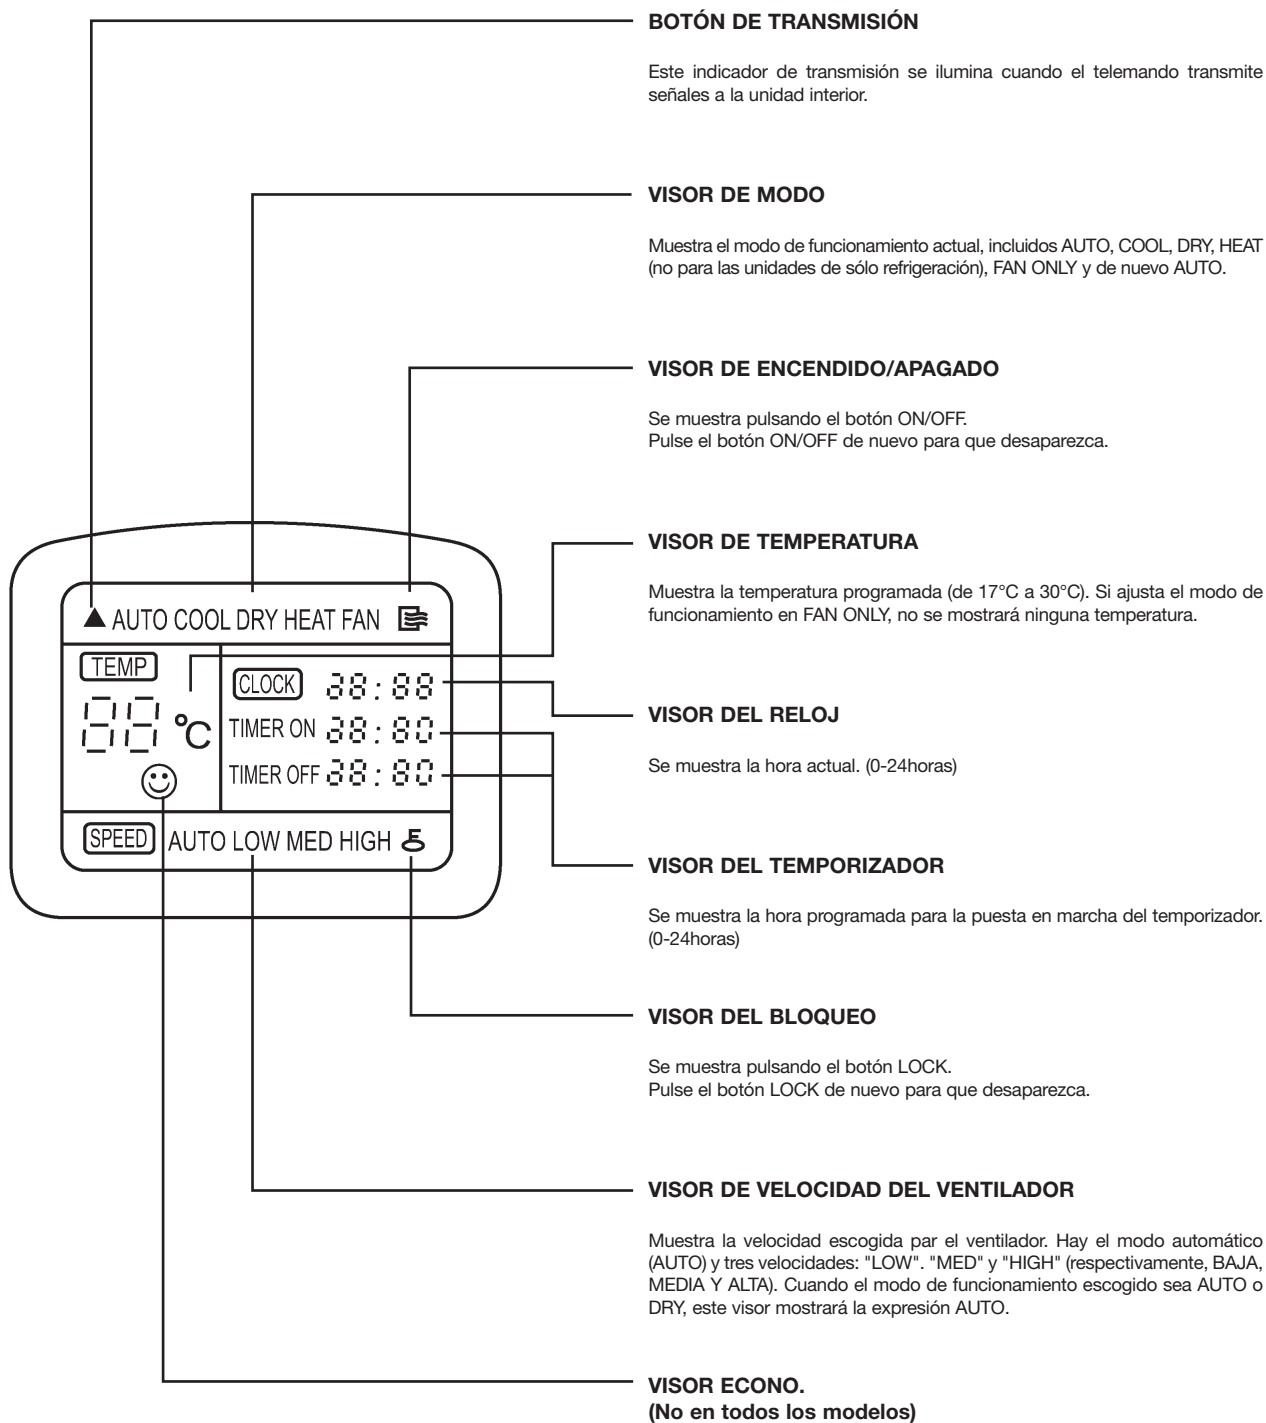 BOTÓN DE TRANSMISIÓN
Este indicador de transmisión se ilumina cuando el telemando transmite
señales a la unidad interior.
VISOR DE MODO
Muestra el modo de funcionamiento actual, incluidos AUTO, COOL, DRY, HEAT
(no para las unidades de sólo refrigeración), FAN ONLY y de nuevo AUTO.
VISOR DE ENCENDIDO/APAGADO
Se muestra pulsando el botón ON/OFF.
Pulse el botón ON/OFF de nuevo para que desaparezca.
VISOR DE TEMPERATURA
Muestra la temperatura programada (de 17°C a 30°C). Si ajusta el modo de
funcionamiento en FAN ONLY, no se mostrará ninguna temperatura.
VISOR DEL RELOJ
Se muestra la hora actual. (0-24horas)
VISOR DEL TEMPORIZADOR
Se muestra la hora programada para la puesta en marcha del temporizador.
(0-24horas)
VISOR DEL BLOQUEO
Se muestra pulsando el botón LOCK.
Pulse el botón LOCK de nuevo para que desaparezca.
VISOR DE VELOCIDAD DEL VENTILADOR
Muestra la velocidad escogida par el ventilador. Hay el modo automático
(AUTO) y tres velocidades: "LOW". "MED" y "HIGH" (respectivamente, BAJA,
MEDIA Y ALTA). Cuando el modo de funcionamiento escogido sea AUTO o
DRY, este visor mostrará la expresión AUTO.
VISOR ECONO.
(No en todos los modelos)
AUTO COOL DRY HEAT FAN
TEMP
88 °C
CLOCK 38:88
TIMER ON 38:80
TIMER OFF 38:80
SPEED AUTO LOW MED HIGH